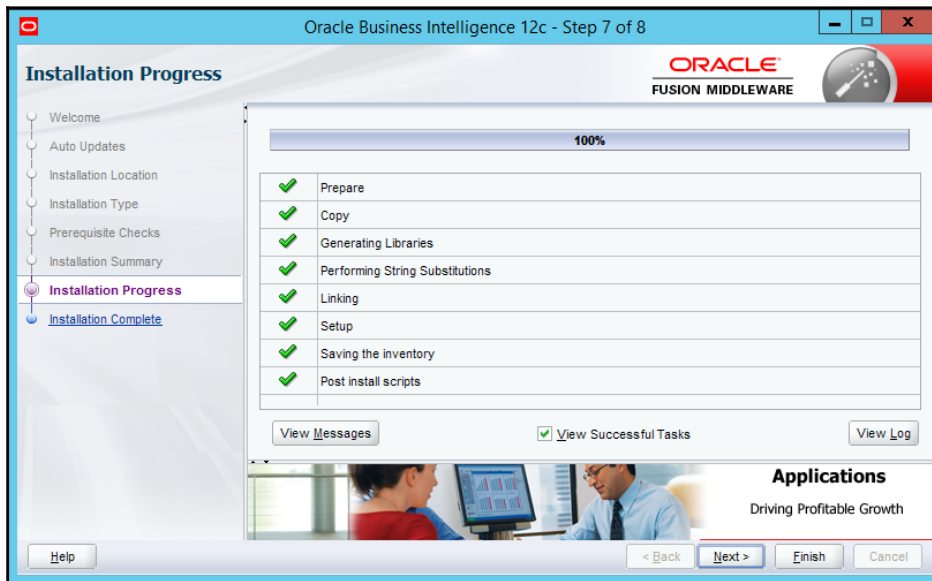 Oracle Business Intelligence 12c - Step 7 of 8
Installation Progress
ORACLE
FUSION MIDDLEWARE
Welcome
Auto Updates
Installation Location
Installation Type
Prerequisite Checks
Installation Summary
Installation Progress
Installation Complete
100%
Prepare
Copy
Generating Libraries
Performing String Substitutions
Linking
Setup
Saving the inventory
Post install scripts
View Messages
View Successful Tasks
View Log
Applications
Driving Profitable Growth
Help
< Back
Next >
Finish
Cancel